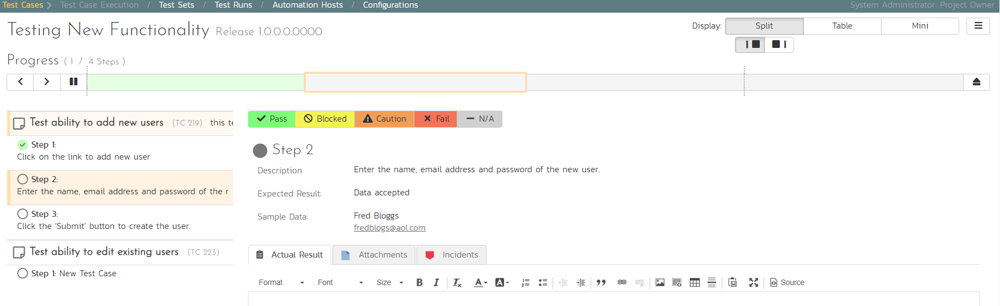 Test Cases Test Case Execution / Test Sets / Test Runs / Automation Hosts / Configurations System Administrator: Project Owner
Testing New Functionality Release 1.0.0.0.0000 Display: Split Table Mini
Progress ( 1 / 4 Steps )
Test ability to add new users (TC 219) this te
Step 1:
Click on the link to add new user
Step 2:
Enter the name, email address and password of the r
Step 3:
Click the ‘Submit’ button to create the user.
Test ability to edit existing users (TC 223)
Step 1: New Test Case
Pass Blocked Caution Fail N/A
Step 2
Description Enter the name, email address and password of the new user.
Expected Result: Data accepted
Sample Data: Fred Bloggs
fredblogs@aol.com
Actual Result Attachments Incidents
Format Font Size B I Tx A A Source